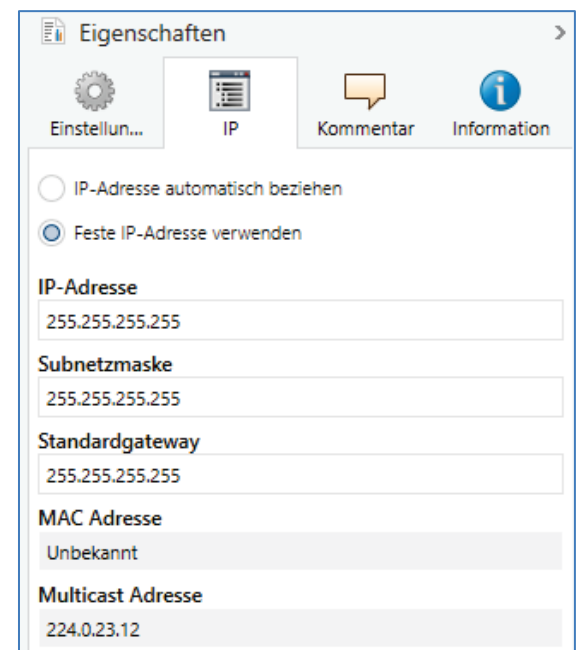 Eigenschaften
Einstellun... IP Kommentar Information
IP-Adresse automatisch beziehen
Feste IP-Adresse verwenden
IP-Adresse
255.255.255.255
Subnetzmaske
255.255.255.255
Standardgateway
255.255.255.255
MAC Adresse
Unbekannt
Multicast Adresse
224.0.23.12